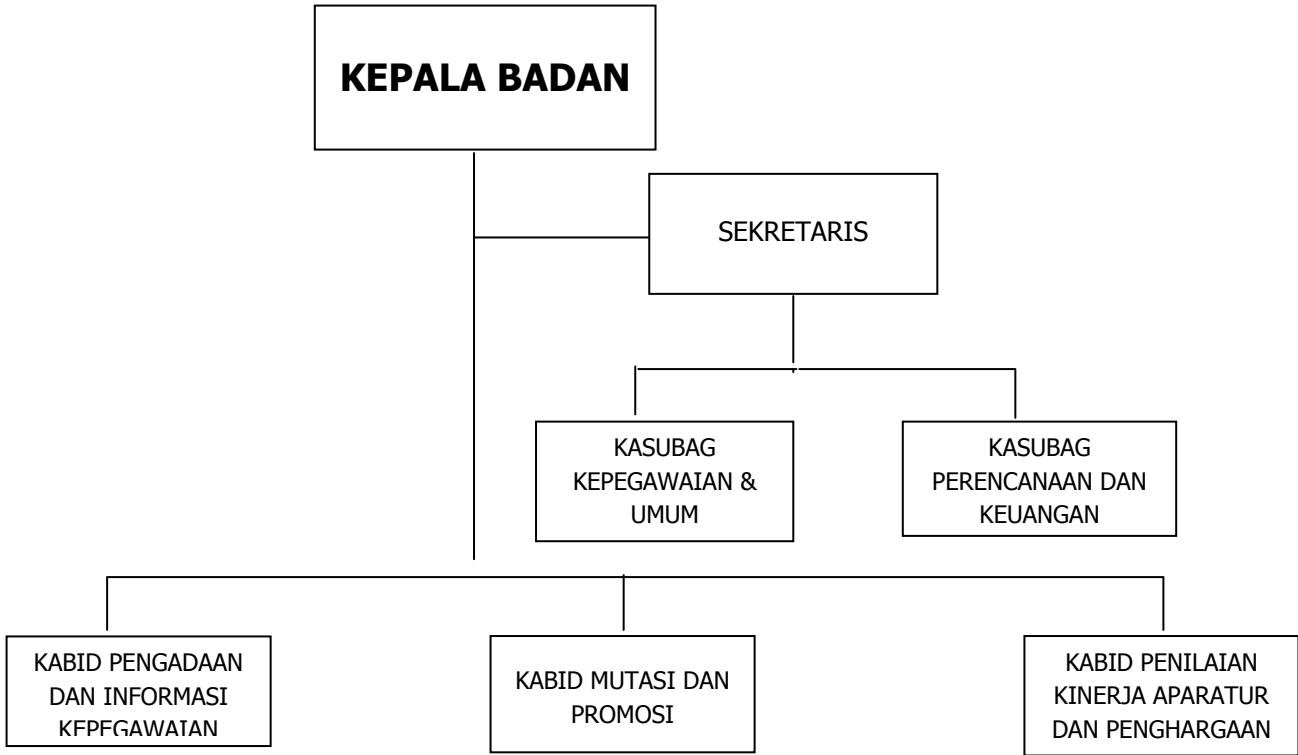 KEPALA BADAN
SEKRETARIS
KASUBAG
KEPEGAWAIAN &
UMUM
KASUBAG
PERENCANAAN DAN
KEUANGAN
KABID PENGADAAN
DAN INFORMASI
KEPEGAWAIAN
KABID MUTASI DAN
PROMOSI
KABID PENILAIAN
KINERJA APARATUR
DAN PENGHARGAAN